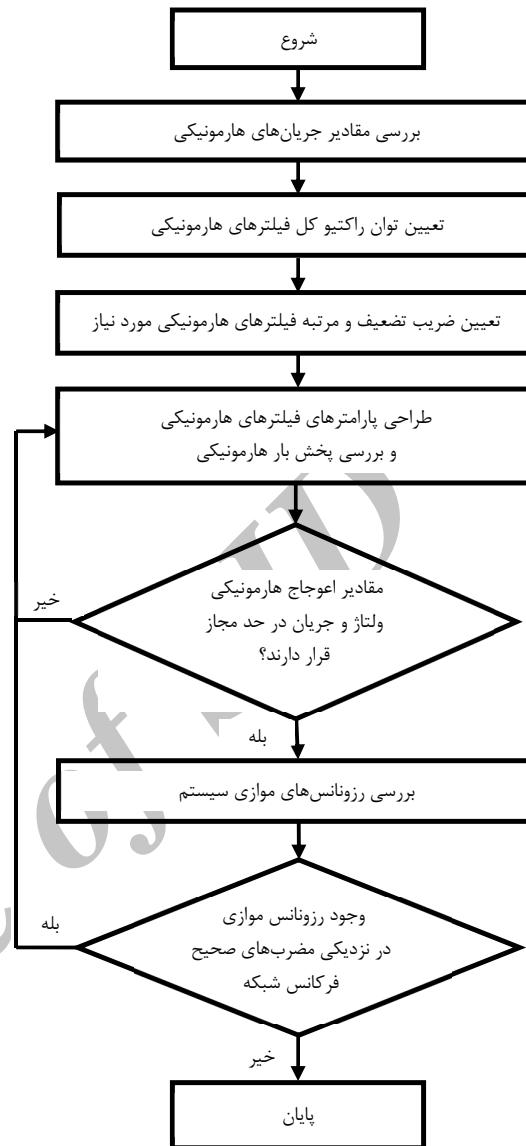 شروع
بررسی مقادیر جریان‌های هارمونیکی
تعیین توان راکتیو کل فیلترهای هارمونیکی
تعیین ضریب تضعیف و مرتبه فیلترهای هارمونیکی مورد نیاز
طراحی پارامترهای فیلترهای هارمونیکی
و بررسی پخش بار هارمونیکی
مقادیر اعوجاج هارمونیکی
ولتاژ و جریان در حد مجاز
قرار دارند؟
خیر
بله
بررسی رزونانس‌های موازی سیستم
وجود رزونانس موازی
در نزدیکی مضرب‌های صحیح
فرکانس شبکه
بله
خیر
پایان
of